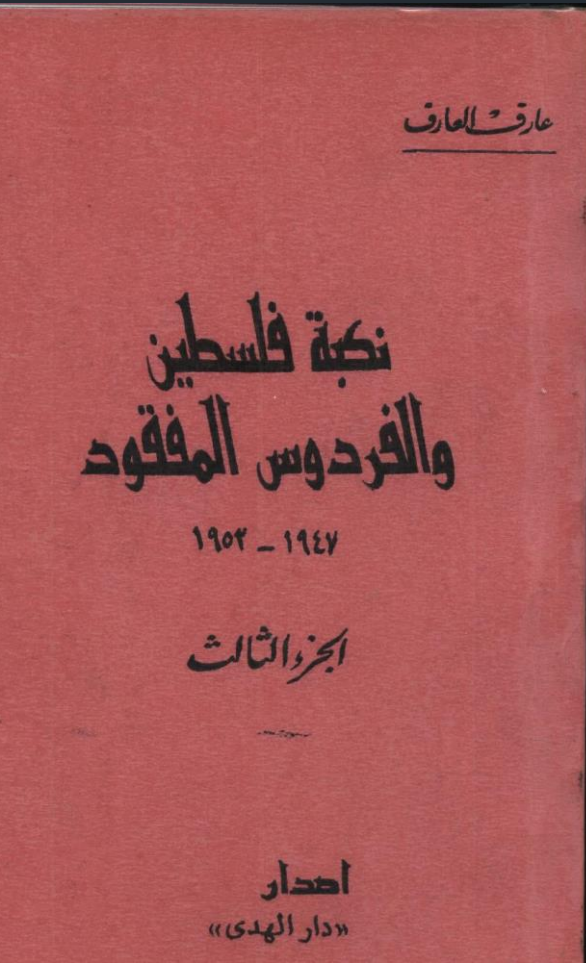 عارف العارف
نكبة فلسطين
والفردوس المفقود
١٩٤٧ – ١٩٥٢
الجزء الثالث
اصدار
«دار الهدى»